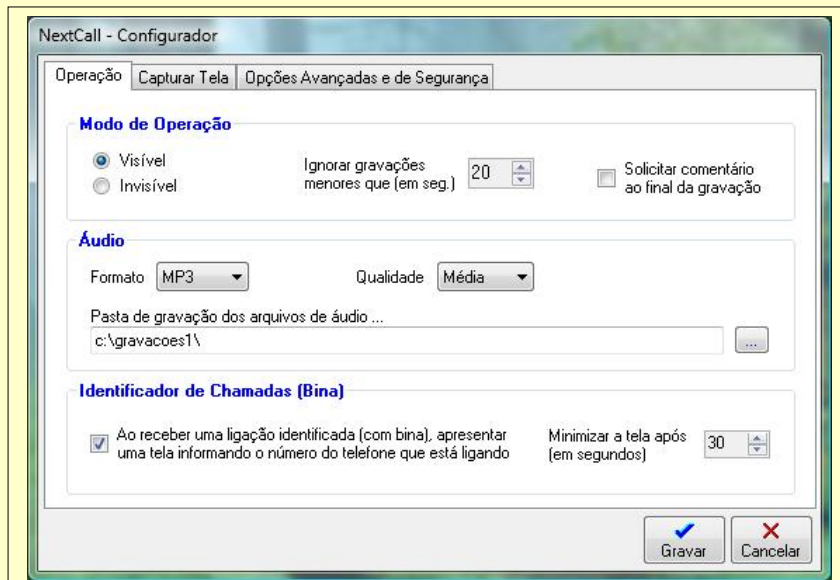 NextCall - Configurador
Operação Capturar Tela Opções Avançadas e de Segurança
Modo de Operação
Visível
Invisível
Ignorar gravações
menores que (em seg.)
20
Solicitar comentário
ao final da gravação
Áudio
Formato MP3 Qualidade Média
Pasta de gravação dos arquivos de áudio ...
c:\gravacoes1\
...
Identificador de Chamadas (Bina)
Ao receber uma ligação identificada (com bina), apresentar
uma tela informando o número do telefone que está ligando
Minimizar a tela após
(em segundos)
30
Gravar Cancelar